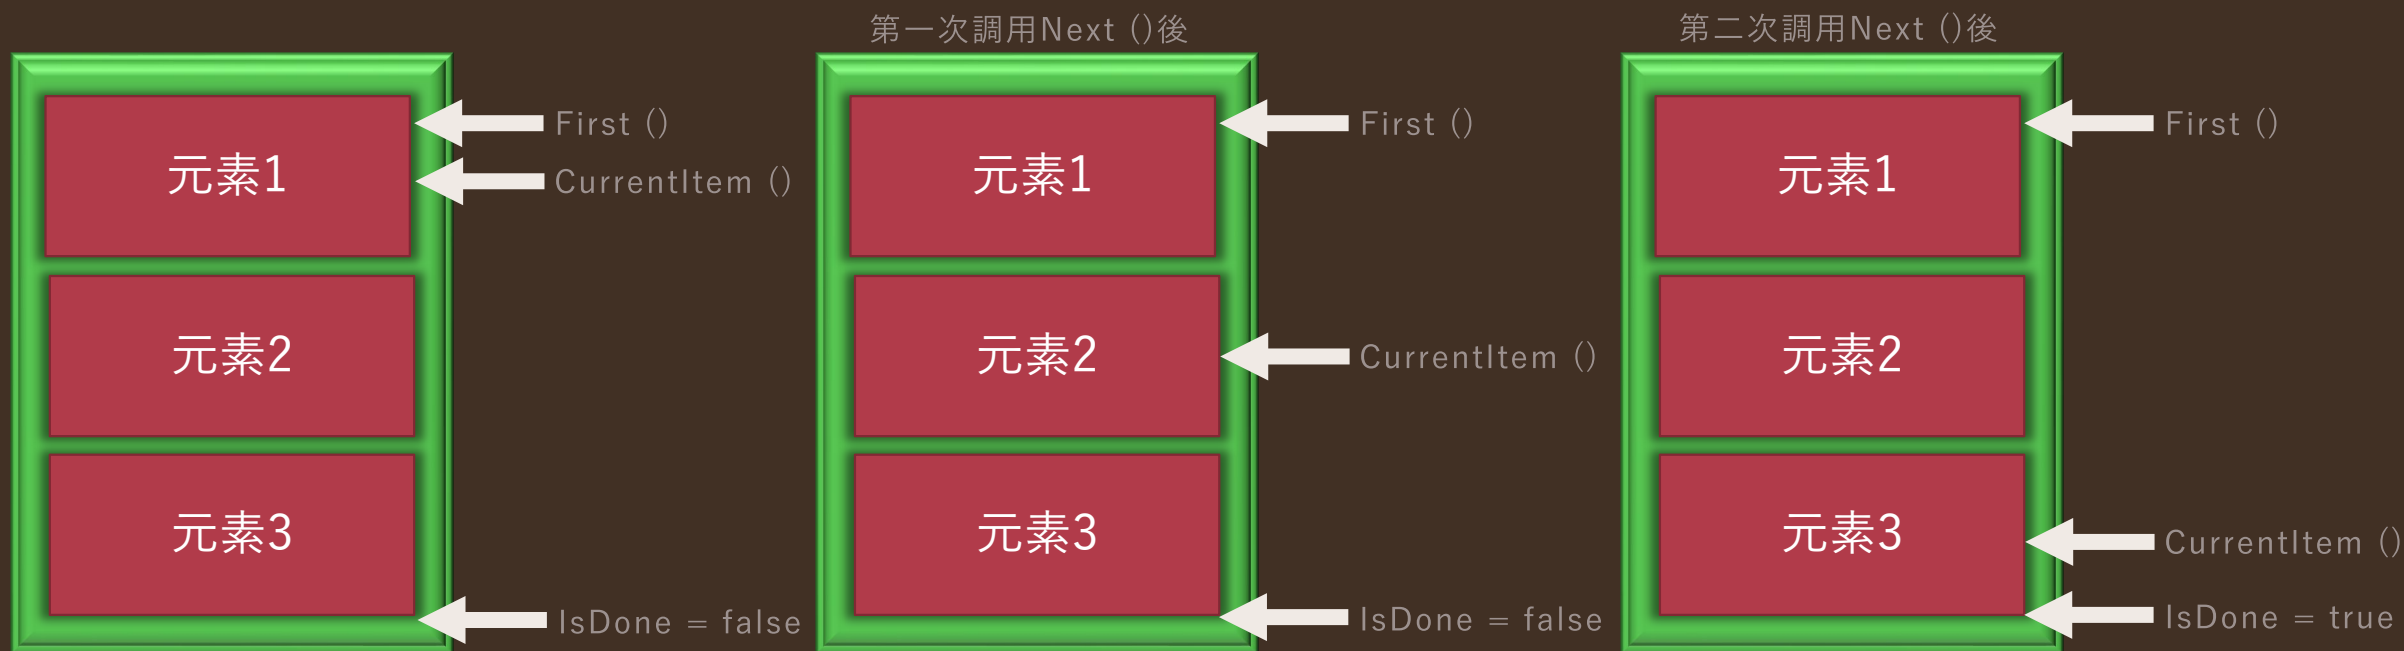 元素1
元素2
元素3
First ()
CurrentItem ()
IsDone = false
第一次調用Next ()後
元素1
元素2
元素3
First ()
CurrentItem ()
IsDone = false
第二次調用Next ()後
元素1
元素2
元素3
First ()
CurrentItem ()
IsDone = true